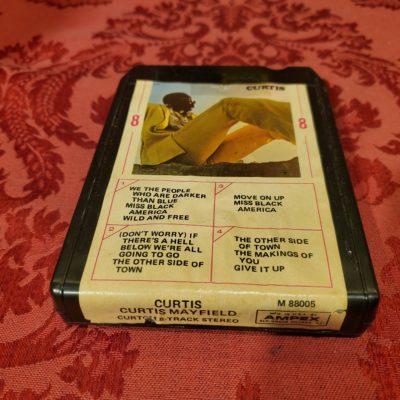 CURTIS
8
8
1
WE THE PEOPLE
WHO ARE DARKER
THAN BLUE
MISS BLACK
AMERICA
WILD AND FREE
2
(DON'T WORRY) IF
THERE'S A HELL
BELOW WE'RE ALL
GOING TO GO
THE OTHER SIDE OF
TOWN
3
MOVE ON UP
MISS BLACK
AMERICA
4
THE OTHER SIDE
OF TOWN
THE MAKINGS OF
YOU
GIVE IT UP
CURTIS
CURTIS MAYFIELD
8-TRACK STEREO
M 88005
AMPEX